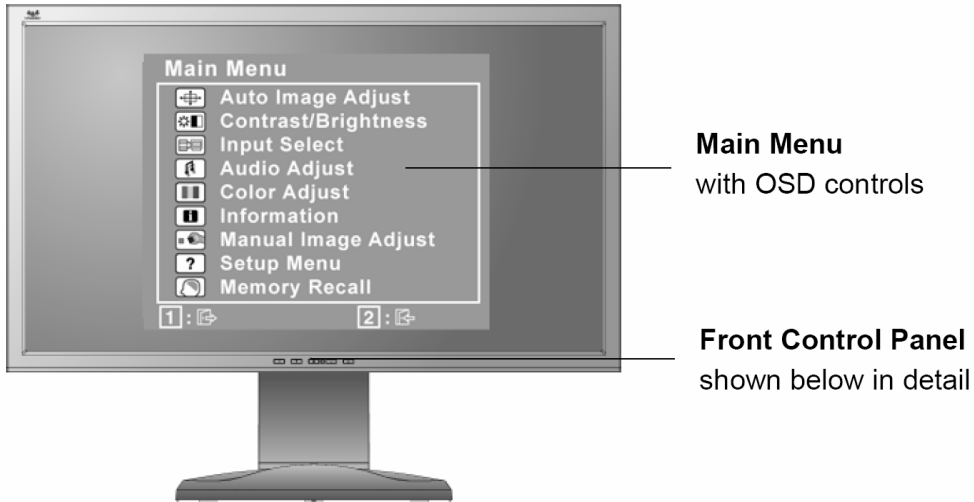 Main Menu
Auto Image Adjust
Contrast/Brightness
Input Select
Audio Adjust
Color Adjust
Information
Manual Image Adjust
? Setup Menu
Memory Recall
1 :
2 :
Main Menu
with OSD controls
Front Control Panel
shown below in detail